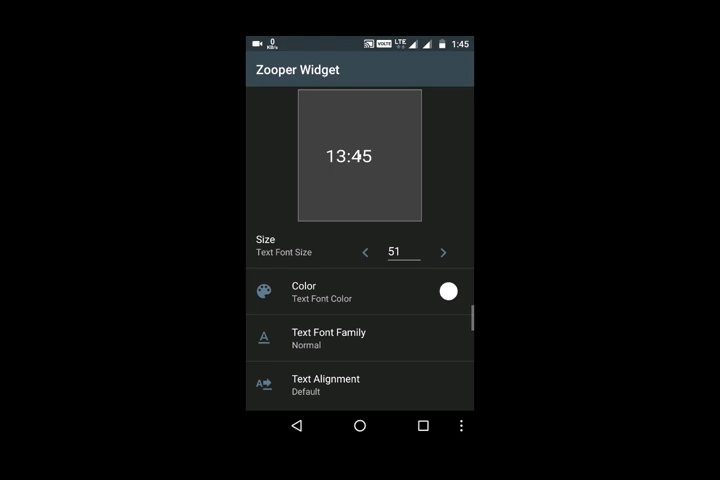 0
KB/s
VOLTE
LTE
1:45
Zooper Widget
13:45
Size
Text Font Size
51
Color
Text Font Color
A
Text Font Family
Normal
A
Text Alignment
Default